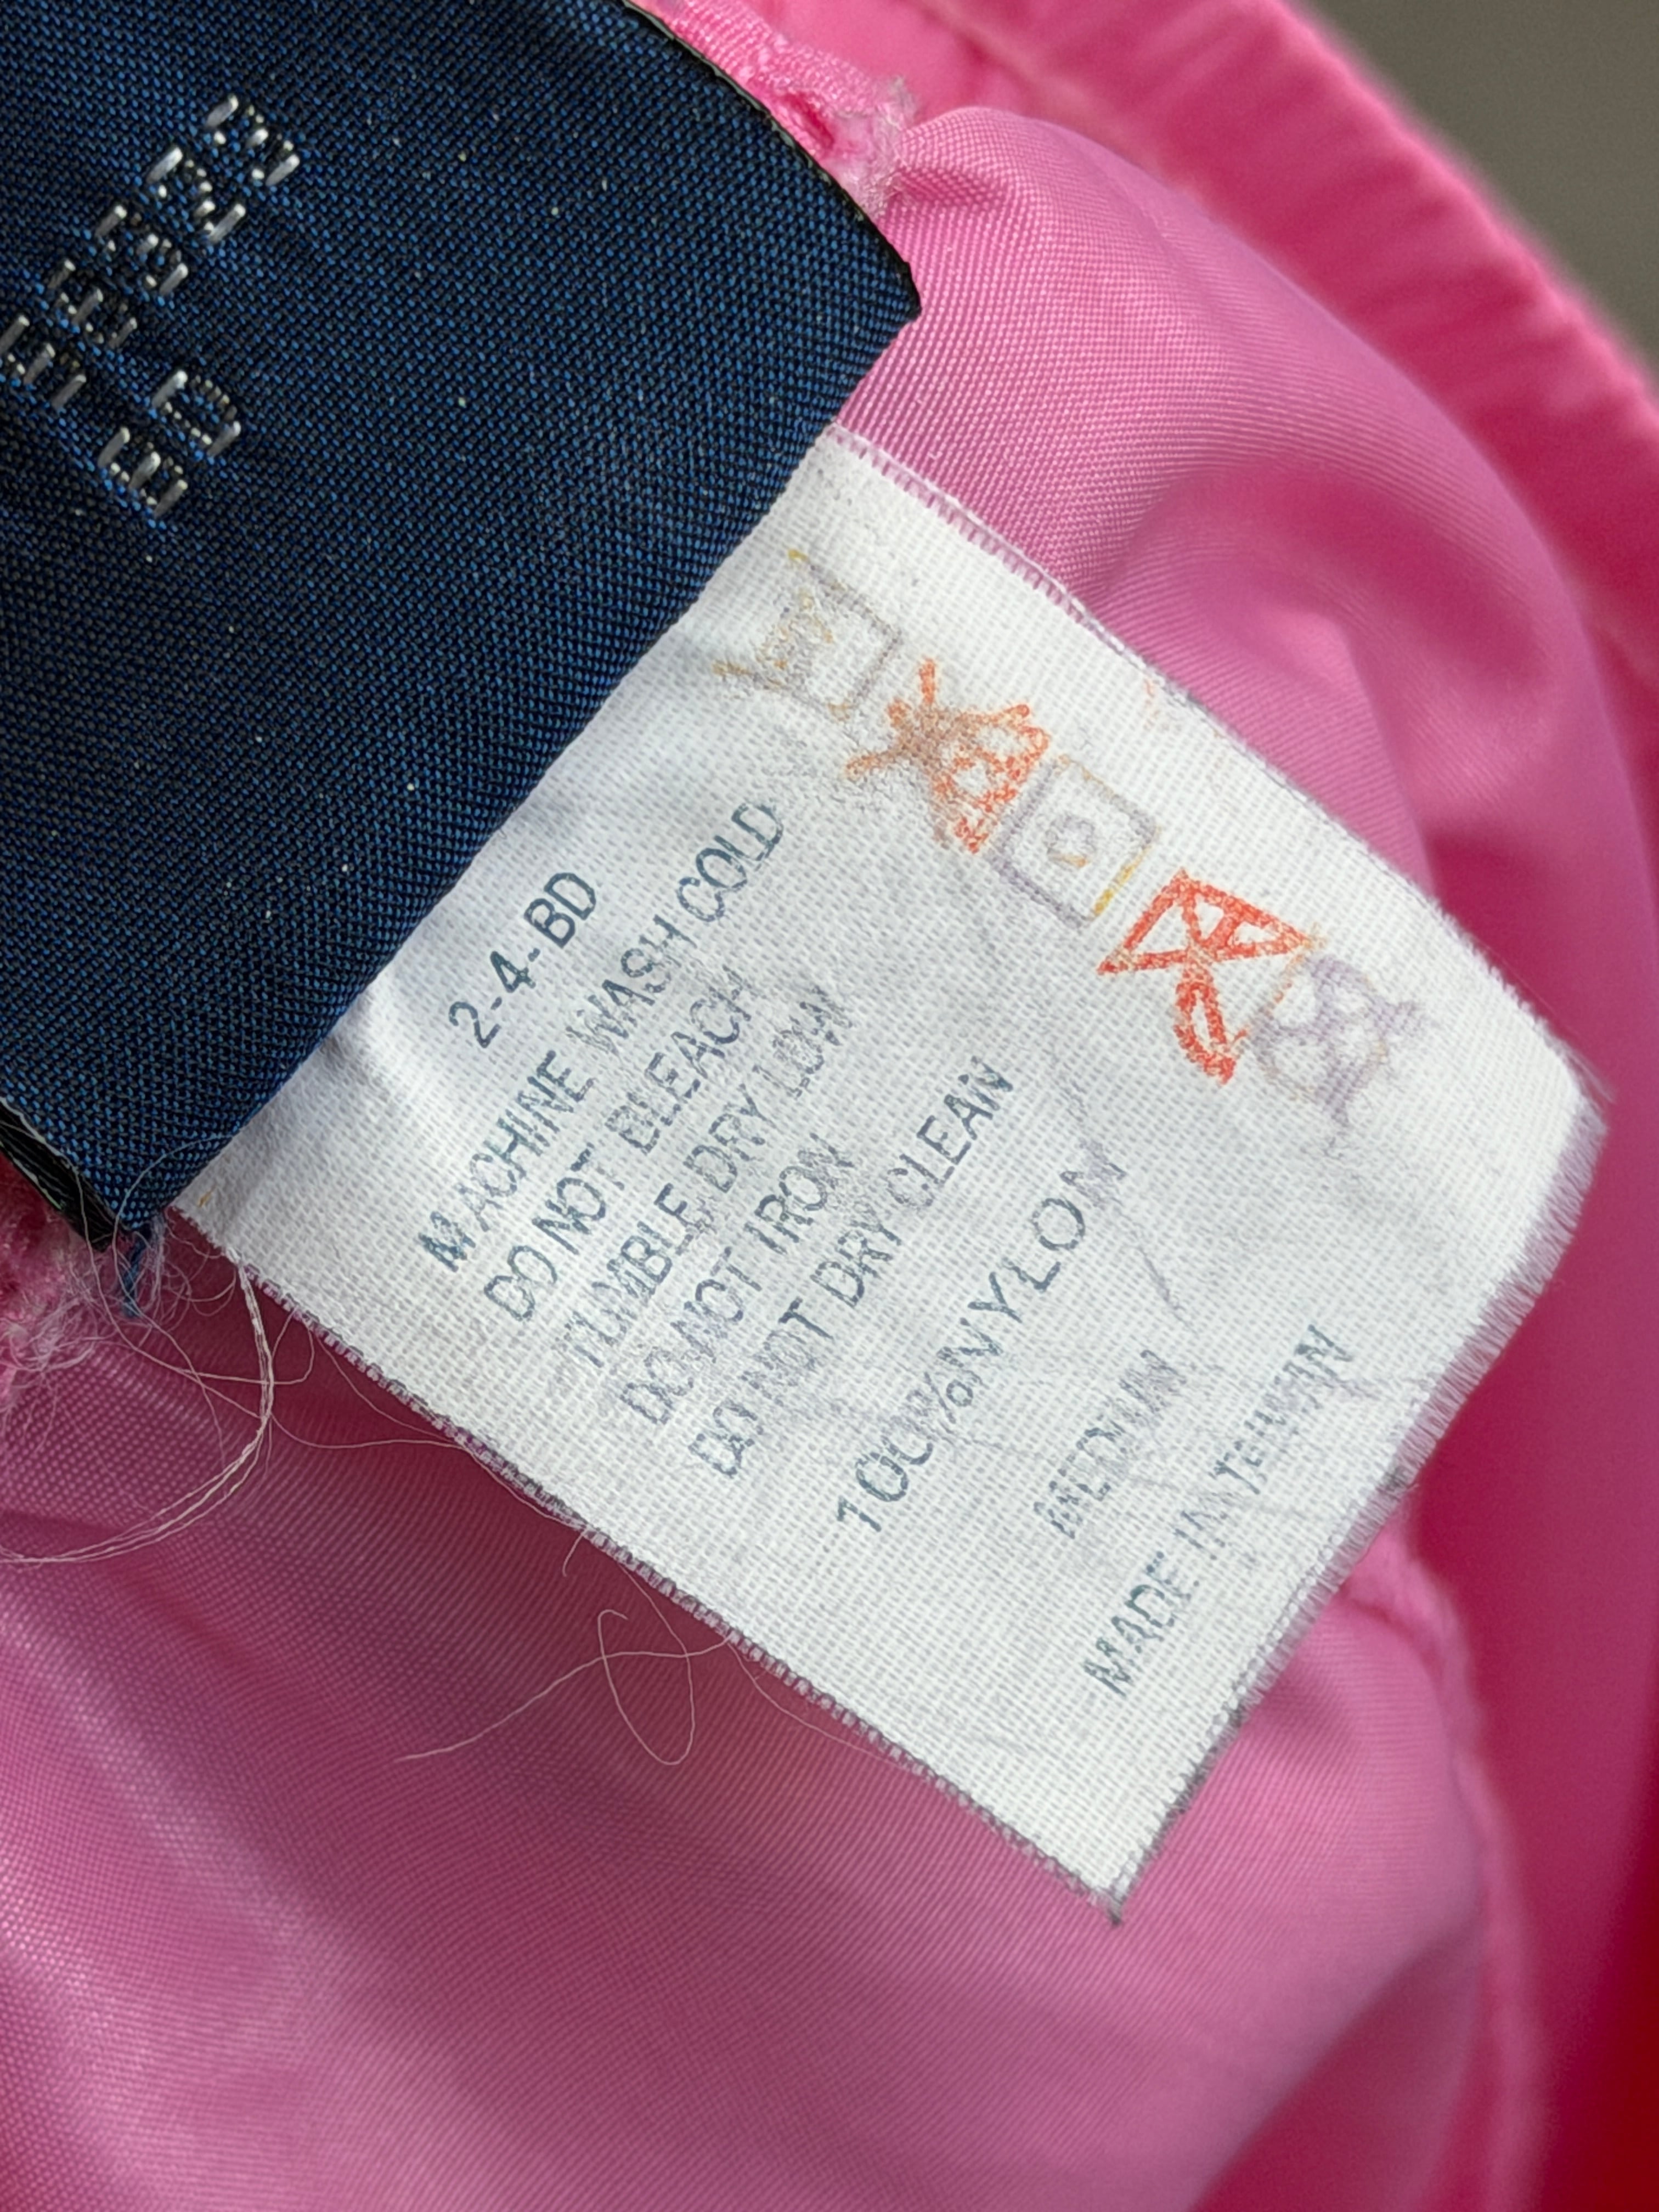 2-4-BD
MACHINE WASH COLD
DO NOT BLEACH
TUMBLE DRY LOW
DO NOT IRON
DO NOT DRY CLEAN
100% NYLON
MEDIUM
MADE IN TAIWAN